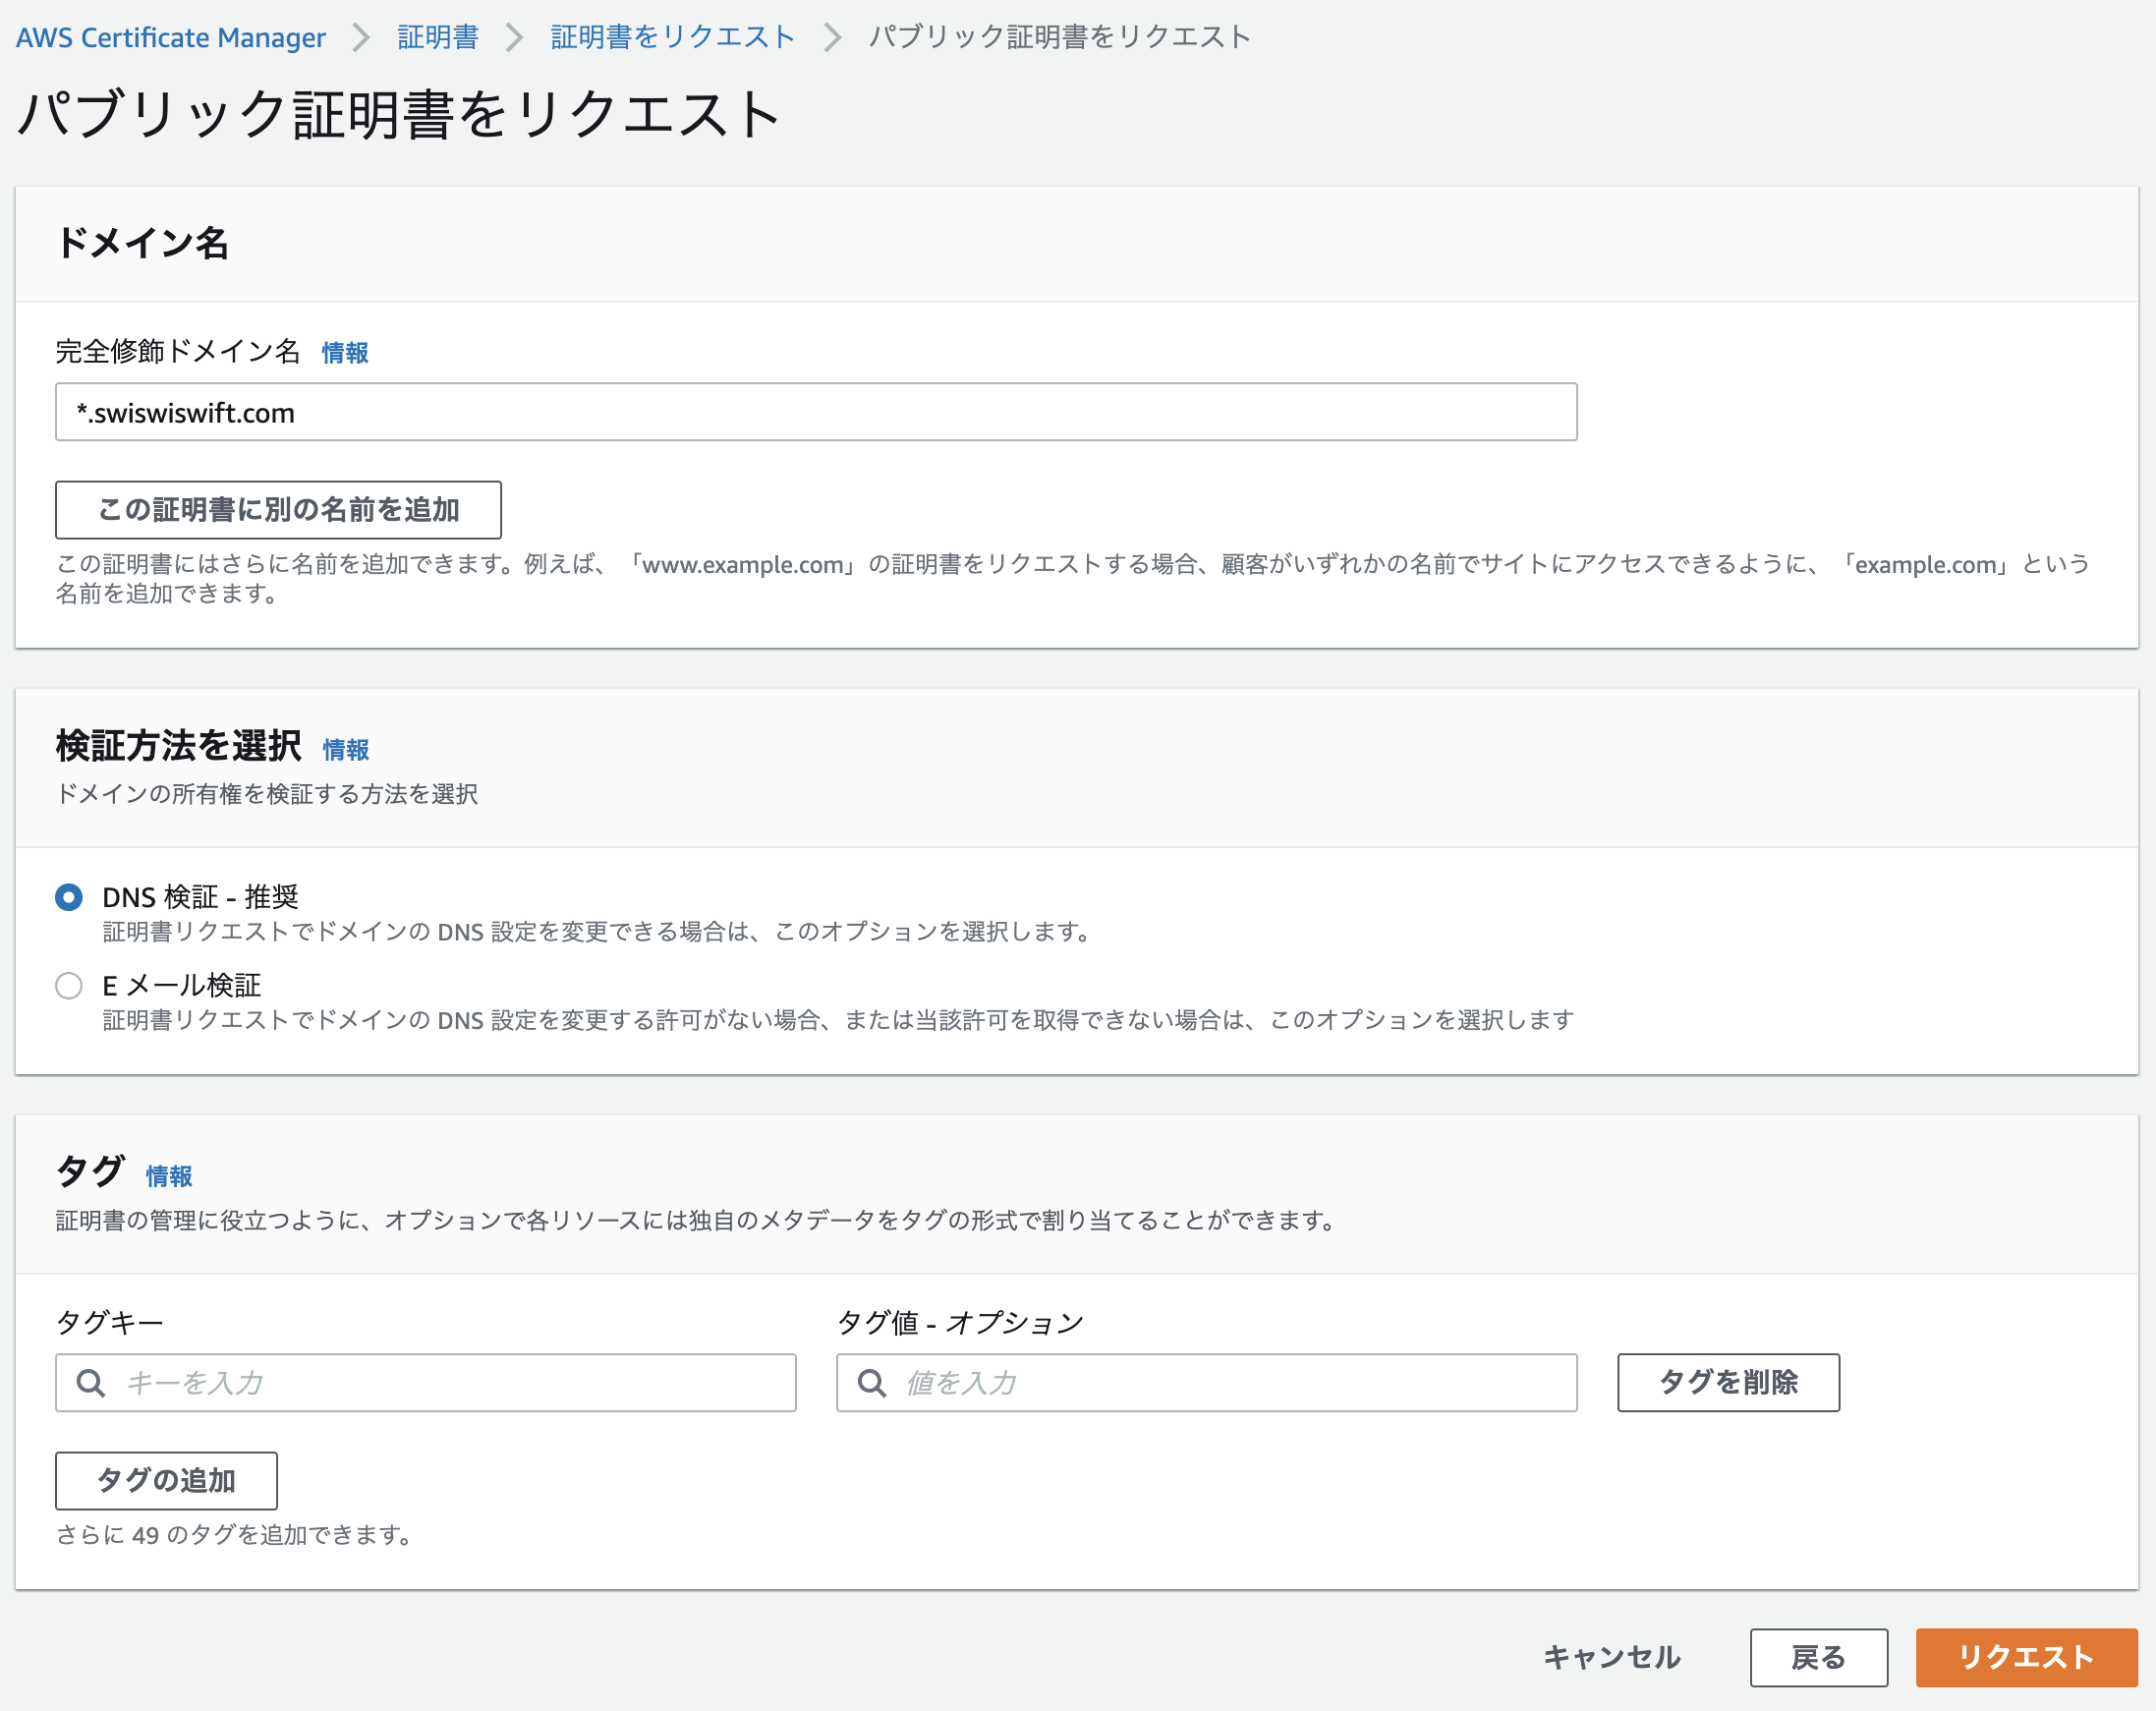 AWS Certificate Manager > 証明書 > 証明書をリクエスト > パブリック証明書をリクエスト
パブリック証明書をリクエスト
ドメイン名
完全修飾ドメイン名 情報
*.swiswiswift.com
この証明書に別の名前を追加
この証明書にはさらに名前を追加できます。例えば、「www.example.com」の証明書をリクエストする場合、顧客がいずれかの名前でサイトにアクセスできるように、「example.com」という
名前を追加できます。
検証方法を選択 情報
ドメインの所有権を検証する方法を選択
DNS 検証 - 推奨
証明書リクエストでドメインの DNS 設定を変更できる場合は、このオプションを選択します。
E メール検証
証明書リクエストでドメインの DNS 設定を変更する許可がない場合、または当該許可を取得できない場合は、このオプションを選択します
タグ 情報
証明書の管理に役立つように、オプションで各リソースには独自のメタデータをタグの形式で割り当てることができます。
タグキー タグ値 - オプション
キーを入力 値を入力 タグを削除
タグの追加
さらに 49 のタグを追加できます。
キャンセル 戻る リクエスト